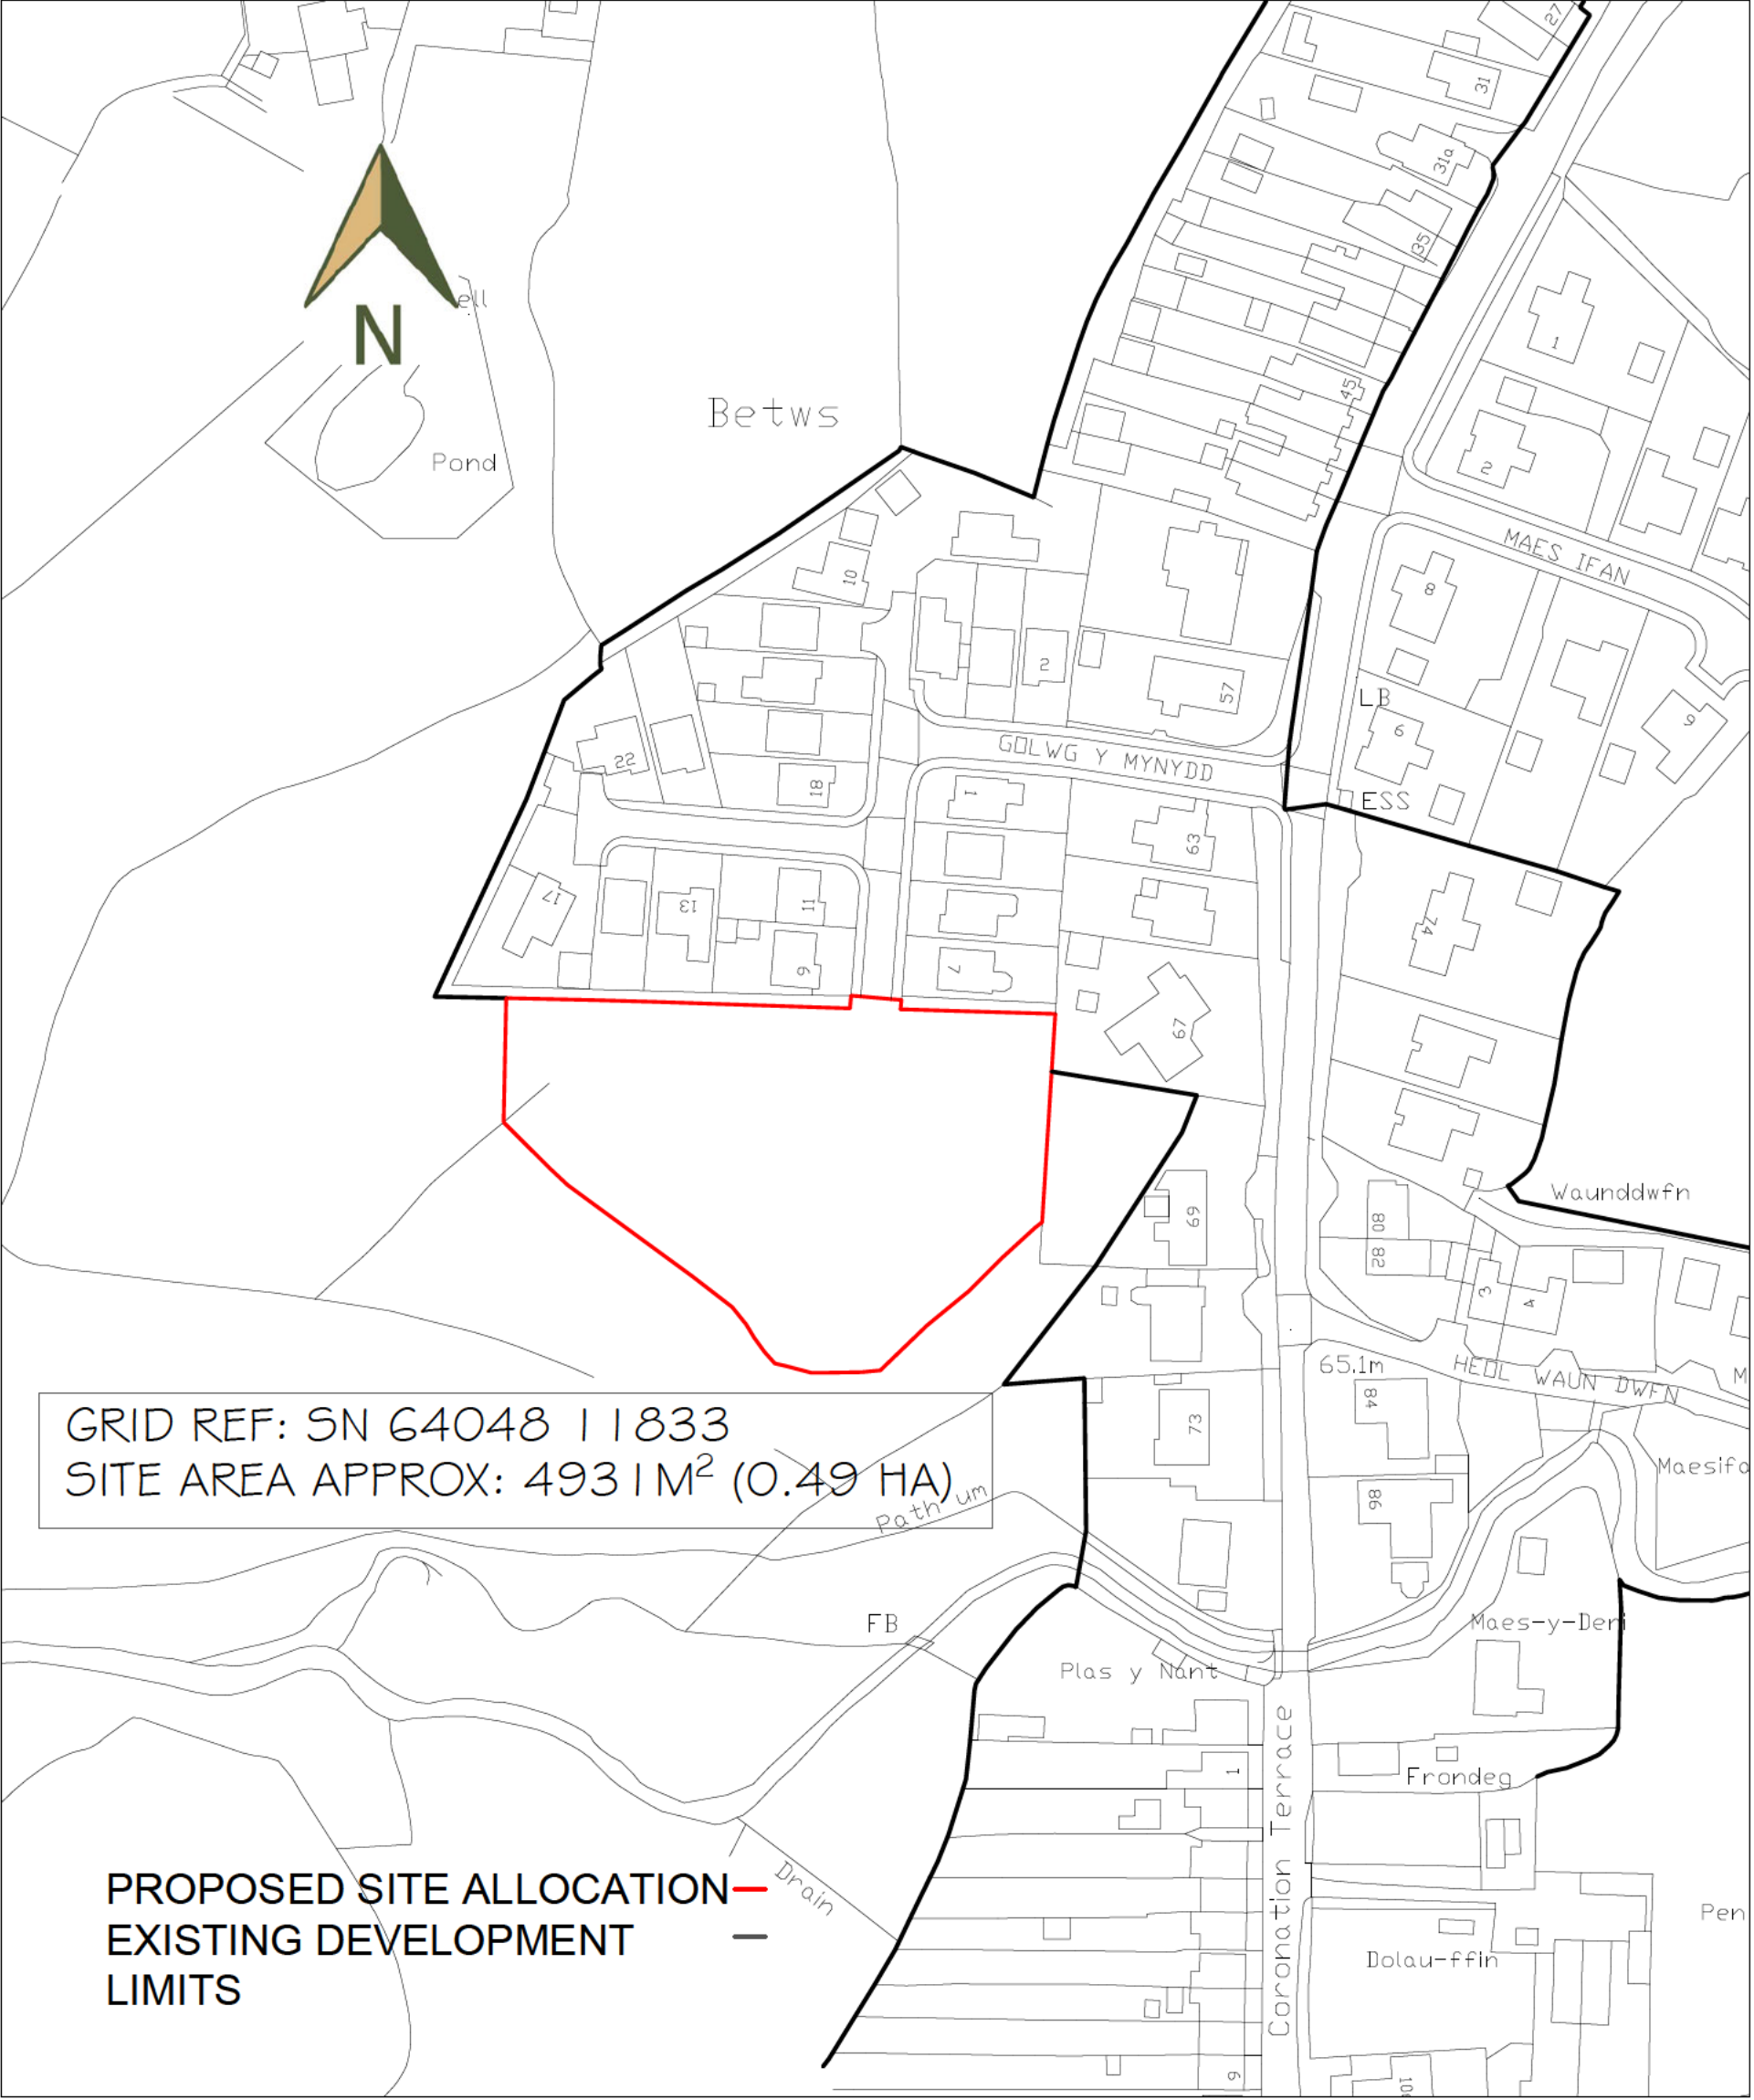 27
31
31a
35
N
ell
1
45
Betws
2
Pond
MAES IFAN
10
8
2
57
LB
9
6
GOLWG Y MYNYDD
22
18
1
ESS
63
17
13
11
74
9
7
67
Waunddwfn
69
80
82
3
4
65.1m
HEOL WAUN DWFN
M
84
73
GRID REF: SN 64048 11833
SITE AREA APPROX: 4931M² (0.49 HA)
Maesifa
86
Path um
FB
Maes-y-Deri
Plas y Nant
1
Coronation Terrace
Frondeg
PROPOSED SITE ALLOCATION
EXISTING DEVELOPMENT
LIMITS
Drain
Pen
Dolau-ffin
9